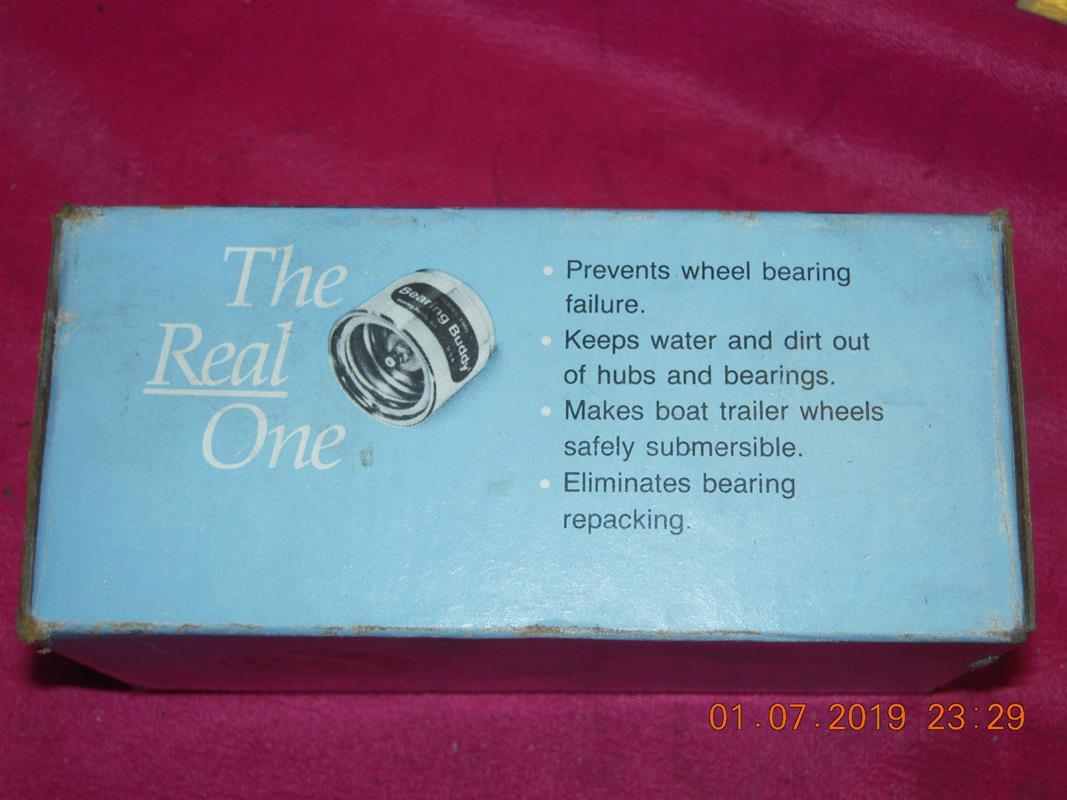 The
Real
One
Bearing Buddy
• Prevents wheel bearing
failure.
• Keeps water and dirt out
of hubs and bearings.
• Makes boat trailer wheels
safely submersible.
• Eliminates bearing
repacking.
01.07.2019 23:29